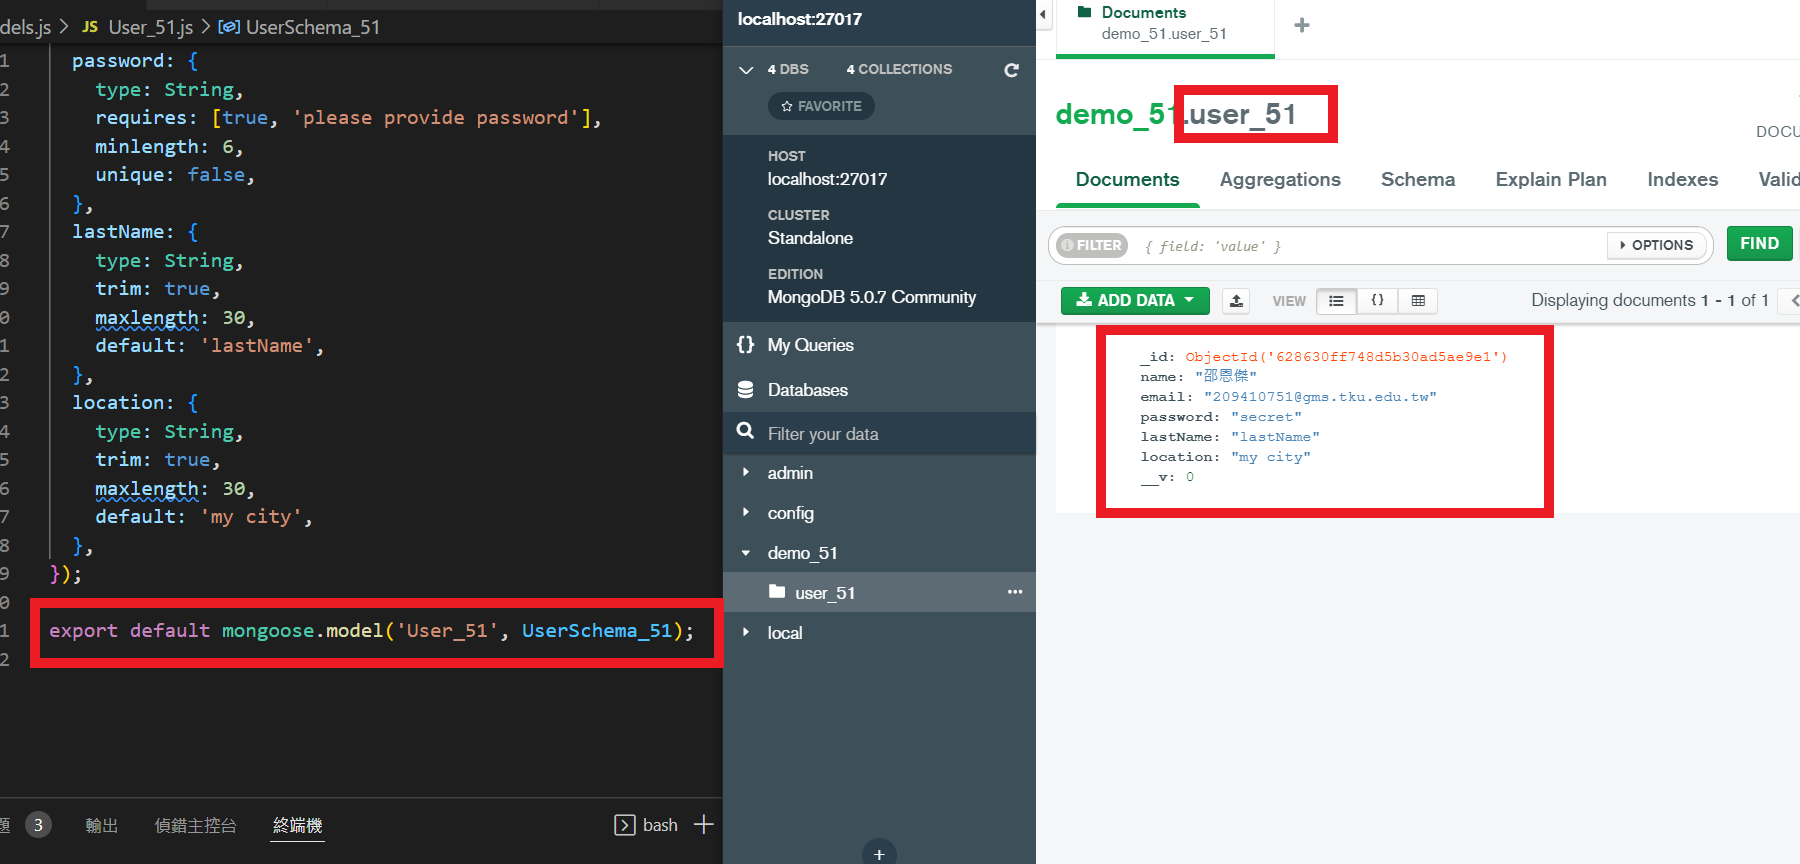 dels.js > JS User_51.js > UserSchema_51
1 password: {
2 type: String,
3 requires: [true, 'please provide password'],
4 minlength: 6,
5 unique: false,
6 },
7 lastName: {
8 type: String,
9 trim: true,
0 maxlength: 30,
1 default: 'lastName',
2 },
3 location: {
4 type: String,
5 trim: true,
6 maxlength: 30,
7 default: 'my city',
8 },
9 });
0
1 export default mongoose.model('User_51', UserSchema_51);
2
題 3 輸出 偵錯主控台 終端機 bash
localhost:27017
4 DBS 4 COLLECTIONS
FAVORITE
HOST
localhost:27017
CLUSTER
Standalone
EDITION
MongoDB 5.0.7 Community
{} My Queries
Databases
Filter your data
admin
config
demo_51
user_51
local
Documents
demo_51.user_51
demo_51.user_51
DOCU
Documents Aggregations Schema Explain Plan Indexes Valid
FILTER { field: 'value' } OPTIONS FIND
ADD DATA VIEW {} Displaying documents 1 - 1 of 1
_id: ObjectId('628630ff748d5b30ad5ae9e1')
name: "邵恩傑"
email: "209410751@gms.tku.edu.tw"
password: "secret"
lastName: "lastName"
location: "my city"
__v: 0